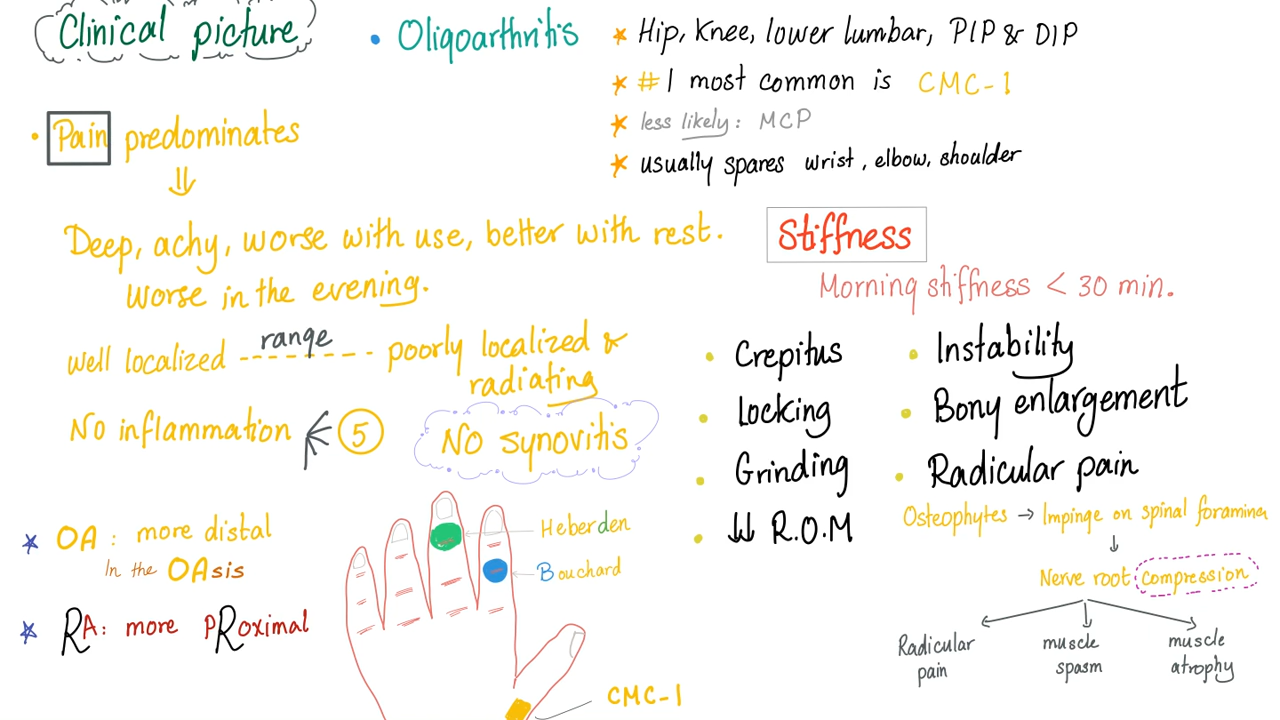 Clinical picture
• Oligoarthritis
* Hip, Knee, lower lumbar, PIP & DIP
* #1 most common is CMC-1
* less likely: MCP
* usually spares wrist, elbow, shoulder
• Pain predominates
⇓
Deep, achy, worse with use, better with rest.
Worse in the evening.
Well localized ---range--- poorly localized &
radiating
No inflammation 5
No synovitis
Stiffness
Morning stiffness < 30 min.
• Crepitus
• Locking
• Grinding
• ↓↓ R.O.M
• Instability
• Bony enlargement
• Radicular pain
Osteophytes → Impinge on spinal foramina
↓
Nerve root compression
Radicular pain
muscle spasm
muscle atrophy
* OA: more distal
In the OAsis
* RA: more pRoximal
Heberden
Bouchard
CMC-1